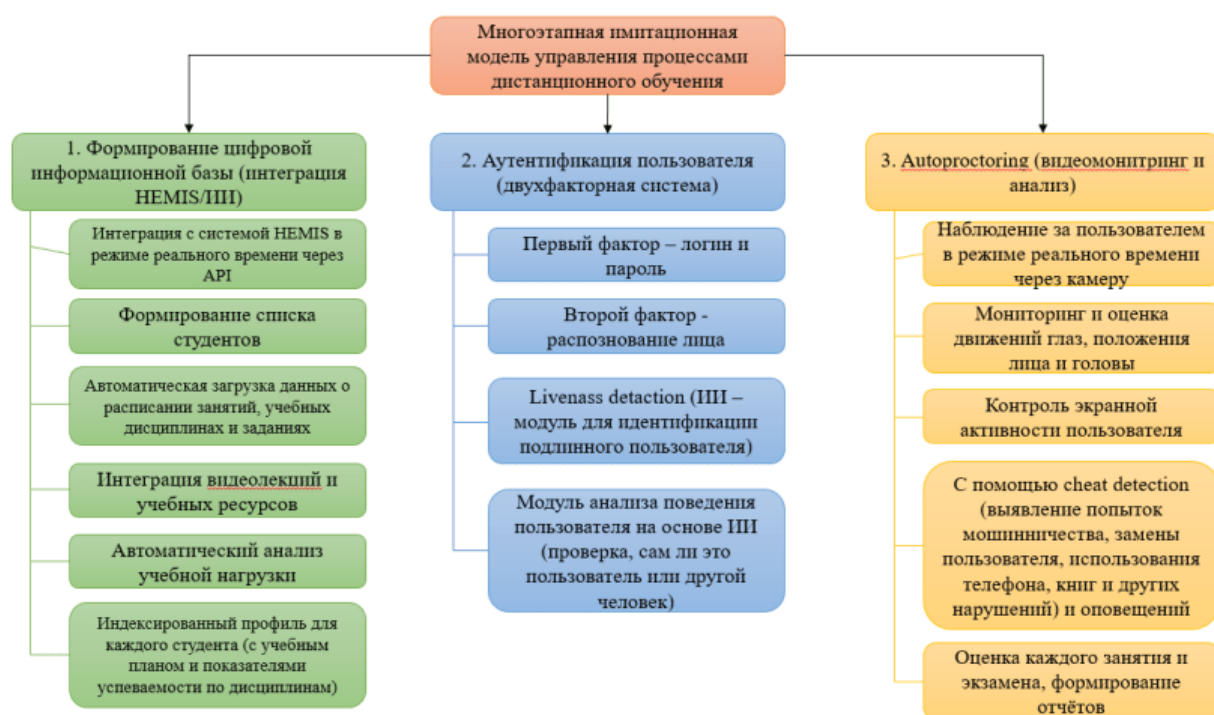 Многоэтапная имитационная
модель управления процессами
дистанционного обучения
1. Формирование цифровой
информационной базы (интеграция
HEMIS/ИИ)
Интеграция с системой HEMIS в
режиме реального времени через
API
Формирование списка
студентов
Автоматическая загрузка данных о
расписании занятий, учебных
дисциплинах и заданиях
Интеграция видеолекций и
учебных ресурсов
Автоматический анализ
учебной нагрузки
Индексированный профиль для
каждого студента (с учебным
планом и показателями
успеваемости по дисциплинам)
2. Аутентификация пользователя
(двухфакторная система)
Первый фактор – логин и
пароль
Второй фактор -
распознование лица
Livenass detaction (ИИ –
модуль для идентификации
подлинного пользователя)
Модуль анализа поведения
пользователя на основе ИИ
(проверка, сам ли это
пользователь или другой
человек)
3. Autoproctoring (видеомонитринг и
анализ)
Наблюдение за пользователем
в режиме реального времени
через камеру
Мониторинг и оценка
движений глаз, положения
лица и головы
Контроль экранной
активности пользователя
С помощью cheat detection
(выявление попыток
мошинничества, замены
пользователя, использования
телефона, книг и других
нарушений) и оповещений
Оценка каждого занятия и
экзамена, формирование
отчётов